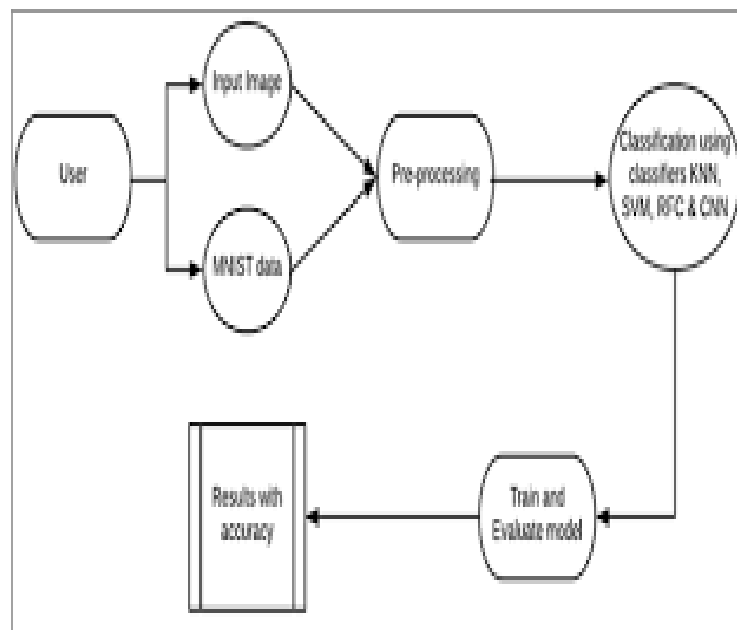 Input Image
User
MNIST data
Pre-processing
Classification using
classifiers KNN,
SVM, RFC & CNN
Train and
Evaluate model
Results with
accuracy